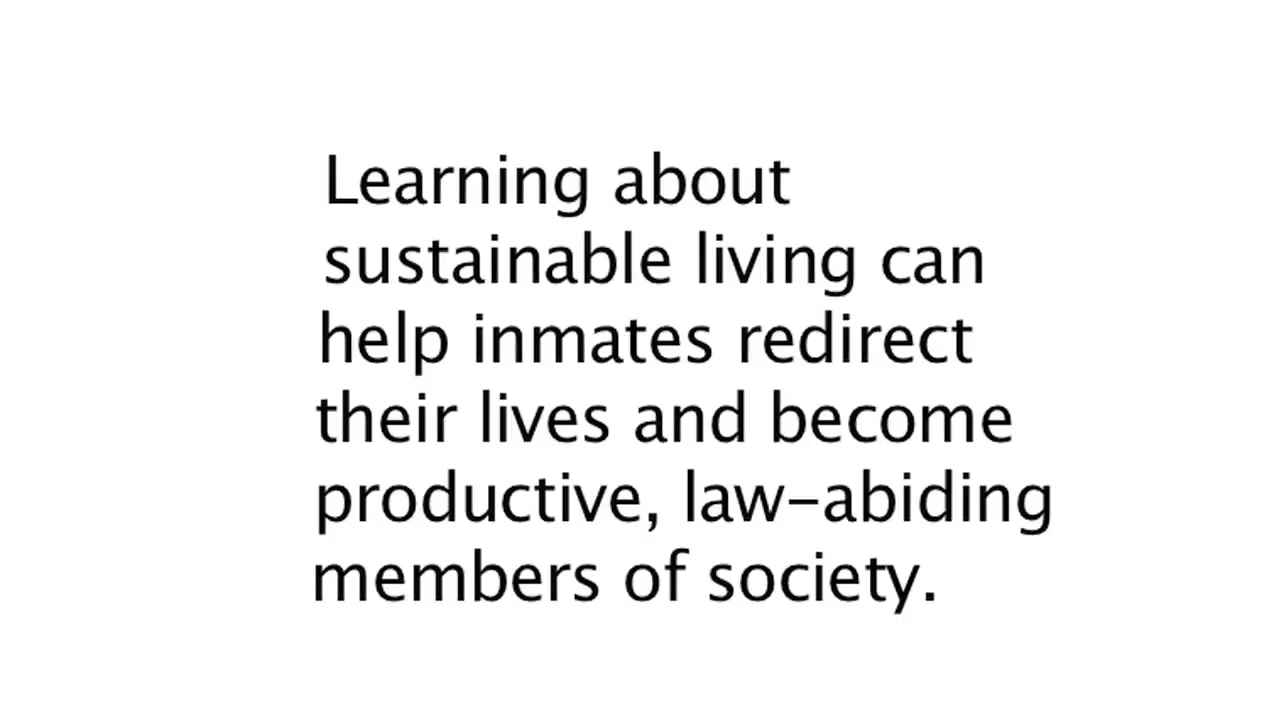 Learning about
sustainable living can
help inmates redirect
their lives and become
productive, law-abiding
members of society.